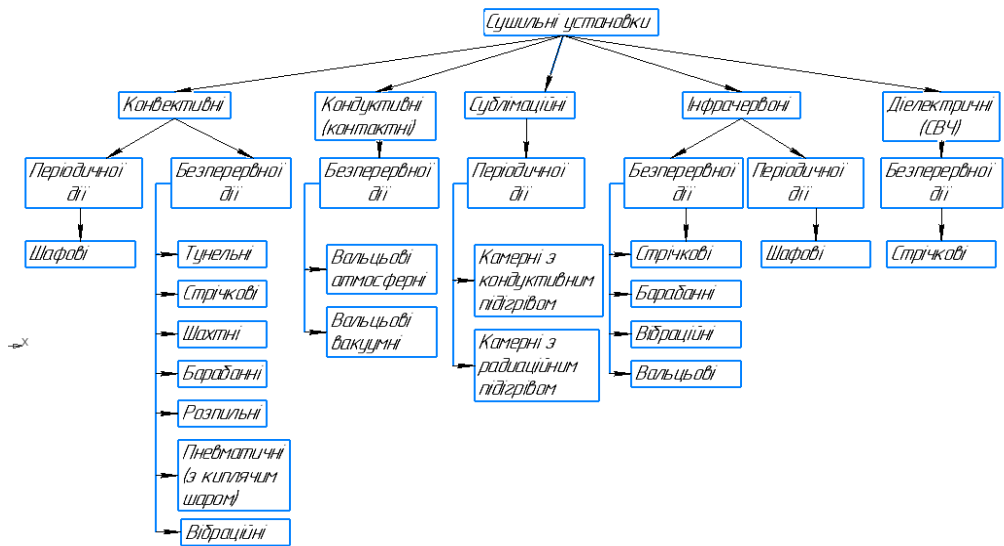 Сушильні установки
Конвективні
Кондуктивні
(контактні)
Сублімаційні
Інфрачервоні
Діелектричні
(СВЧ)
Періодичної
дії
Безперервної
дії
Безперервної
дії
Періодичної
дії
Безперервної
дії
Періодичної
дії
Безперервної
дії
Шафові
Тунельні
Стрічкові
Шахтні
Барабанні
Розпильні
Пневматичні
(з киплячим
шаром)
Вібраційні
Вальцьові
атмосферні
Вальцьові
вакуумні
Камерні з
кондуктивним
підігрівом
Камерні з
радиаційним
підігрівом
Стрічкові
Барабанні
Вібраційні
Вальцьові
Шафові
Стрічкові
x